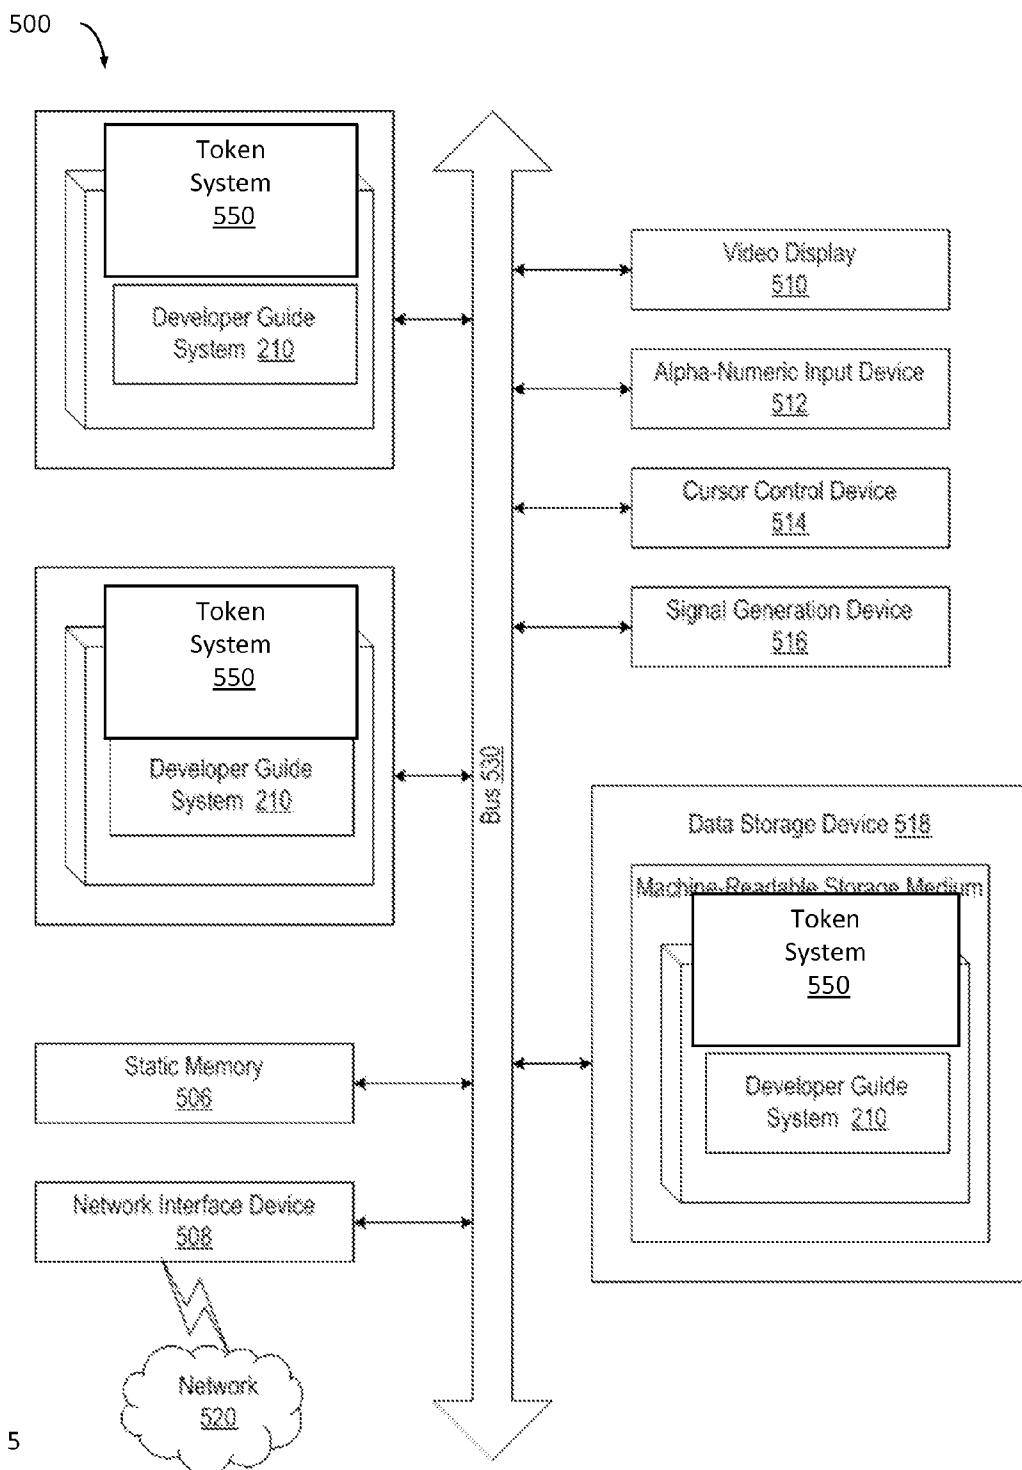 500
Token
System
550
Developer Guide
System 210
Token
System
550
Developer Guide
System 210
Static Memory
506
Network Interface Device
508
Network
520
Bus 530
Video Display
510
Alpha-Numeric Input Device
512
Cursor Control Device
514
Signal Generation Device
516
Data Storage Device 518
Machine-Readable Storage Medium
Token
System
550
Developer Guide
System 210
5